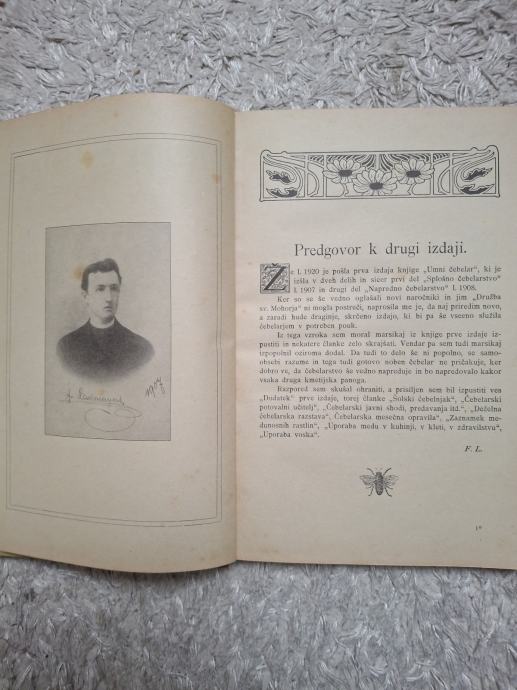 1907
Predgovor k drugi izdaji.
Že l. 1920 je pošla prva izdaja knjige „Umni čebelar“, ki je
izšla v dveh delih in sicer prvi del „Splošno čebelarstvo“
l. 1907 in drugi del „Napredno čebelarstvo“ l. 1908.
Ker so se še vedno oglašali novi naročniki in jim „Družba
sv. Mohorja“ ni mogla postreči, naprosila me je, da naj priredim novo,
a zaradi hude draginje, skrčeno izdajo, ki bi pa še vseeno služila
čebelarjem v potreben pouk.
Iz tega vzroka sem moral marsikaj iz knjige prve izdaje iz-
pustiti in nekatere članke zelo skrajšati. Vendar pa sem tudi marsikaj
izpopolnil oziroma dodal. Da tudi to delo še ni popolno, se samo-
obsebi razume in tega tudi gotovo noben čebelar ne pričakuje, ker
dobro ve, da čebelarstvo še vedno napreduje in bo napredovalo kakor
vsaka druga kmetijska panoga.
Razpored sem skušal ohraniti, a prisiljen sem bil izpustiti ves
„Dodatek“ prve izdaje, torej članke „Šolski čebelnjak“, „Čebelarski
potovalni učitelj“, „Čebelarski javni shodi, predavanja itd.“, „Deželna
čebelarska razstava“, „Čebelarska mesečna opravila“, „Zaznamek me-
dunosnih rastlin“, „Uporaba medu v kuhinji, v kleti, v zdravilstvu“,
„Uporaba voska“.
F. L.
1*